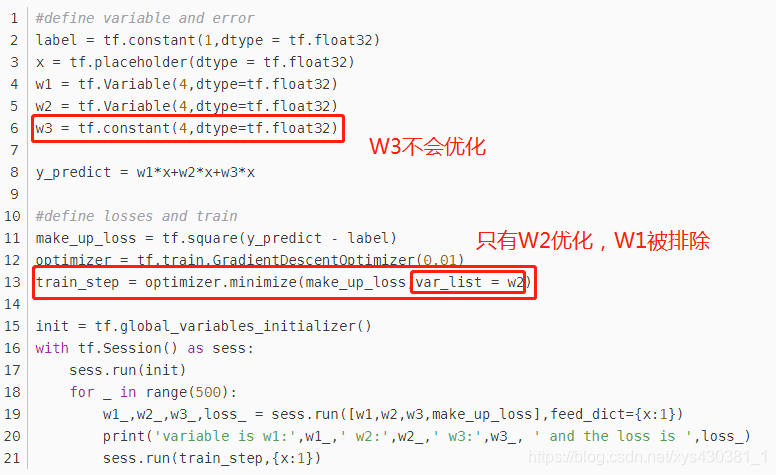 1 #define variable and error
2 label = tf.constant(1,dtype = tf.float32)
3 x = tf.placeholder(dtype = tf.float32)
4 w1 = tf.Variable(4,dtype=tf.float32)
5 w2 = tf.Variable(4,dtype=tf.float32)
6 w3 = tf.constant(4,dtype=tf.float32)
W3不会优化
7
8 y_predict = w1*x+w2*x+w3*x
9
10 #define losses and train
11 make_up_loss = tf.square(y_predict - label)
只有W2优化，W1被排除
12 optimizer = tf.train.GradientDescentOptimizer(0.01)
13 train_step = optimizer.minimize(make_up_loss,var_list = w2)
14
15 init = tf.global_variables_initializer()
16 with tf.Session() as sess:
17     sess.run(init)
18     for _ in range(500):
19         w1_,w2_,w3_,loss_ = sess.run([w1,w2,w3,make_up_loss],feed_dict={x:1})
20         print('variable is w1:',w1_,' w2:',w2_,' w3:',w3_, ' and the loss is ',loss_)
21         sess.run(train_step,{x:1})
https://blog.csdn.net/xys430381_1